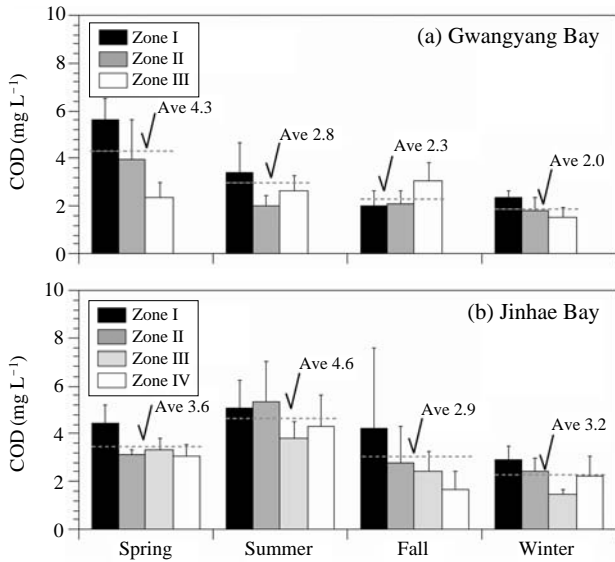 10
8
6
4
2
0
COD (mg L⁻¹)
Zone I
Zone II
Zone III
(a) Gwangyang Bay
Ave 4.3
Ave 2.8
Ave 2.3
Ave 2.0
10
8
6
4
2
0
COD (mg L⁻¹)
Zone I
Zone II
Zone III
Zone IV
(b) Jinhae Bay
Ave 3.6
Ave 4.6
Ave 2.9
Ave 3.2
Spring Summer Fall Winter